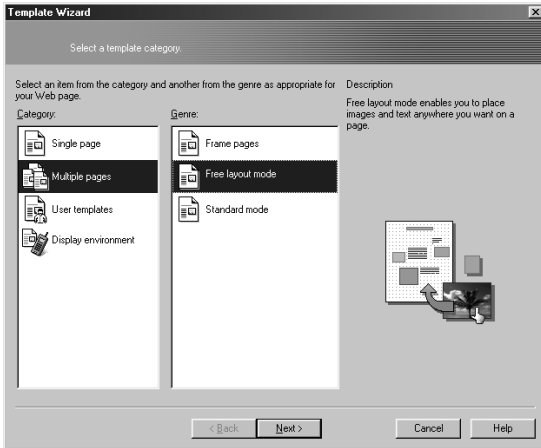 Template Wizard
Select a template category.
Select an item from the category and another from the genre as appropriate for
your Web page.
Category:
Genre:
Description
Free layout mode enables you to place
images and text anywhere you want on a
page.
Single page
Multiple pages
User templates
Display environment
Frame pages
Free layout mode
Standard mode
< Back
Next >
Cancel
Help